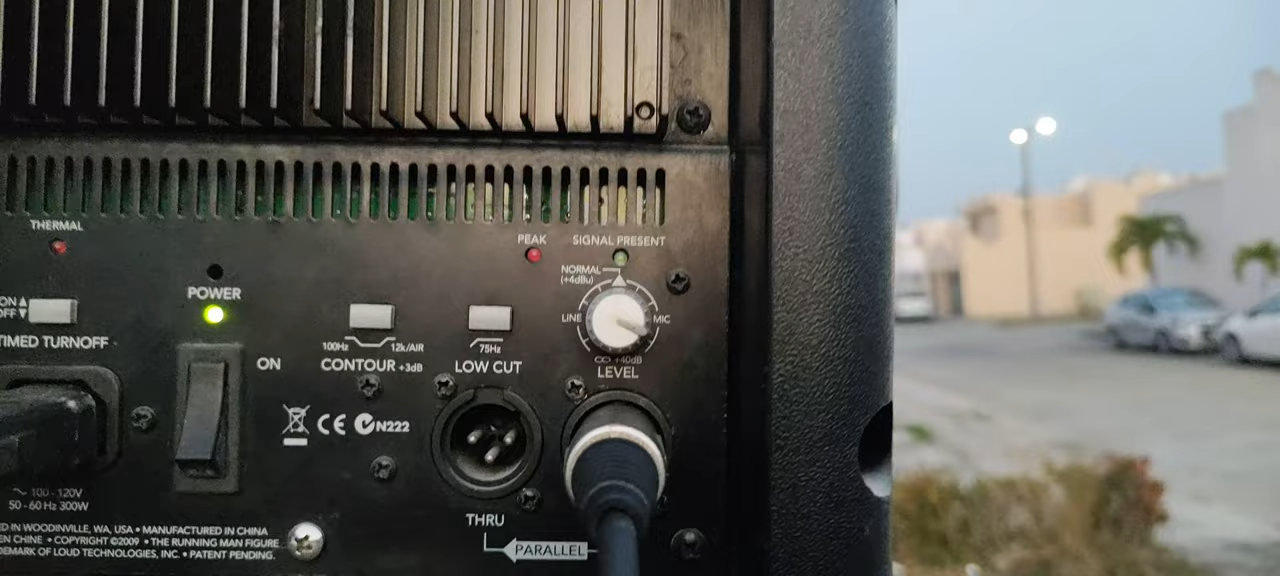 THERMAL
PEAK
SIGNAL PRESENT
NORMAL
(+4dBu)
POWER
ON
OFF
LINE
MIC
TIMED TURNOFF
100Hz
12k/AIR
75Hz
∞ +40dB
ON
CONTOUR +3dB
LOW CUT
LEVEL
CE N222
~ 100-120V
50-60 Hz 300W
THRU
PARALLEL
IN WOODINVILLE, WA, USA • MANUFACTURED IN CHINA
EN CHINE • COPYRIGHT ©2009 • THE RUNNING MAN FIGURE
OF LOUD TECHNOLOGIES, INC. • PATENT PENDING.